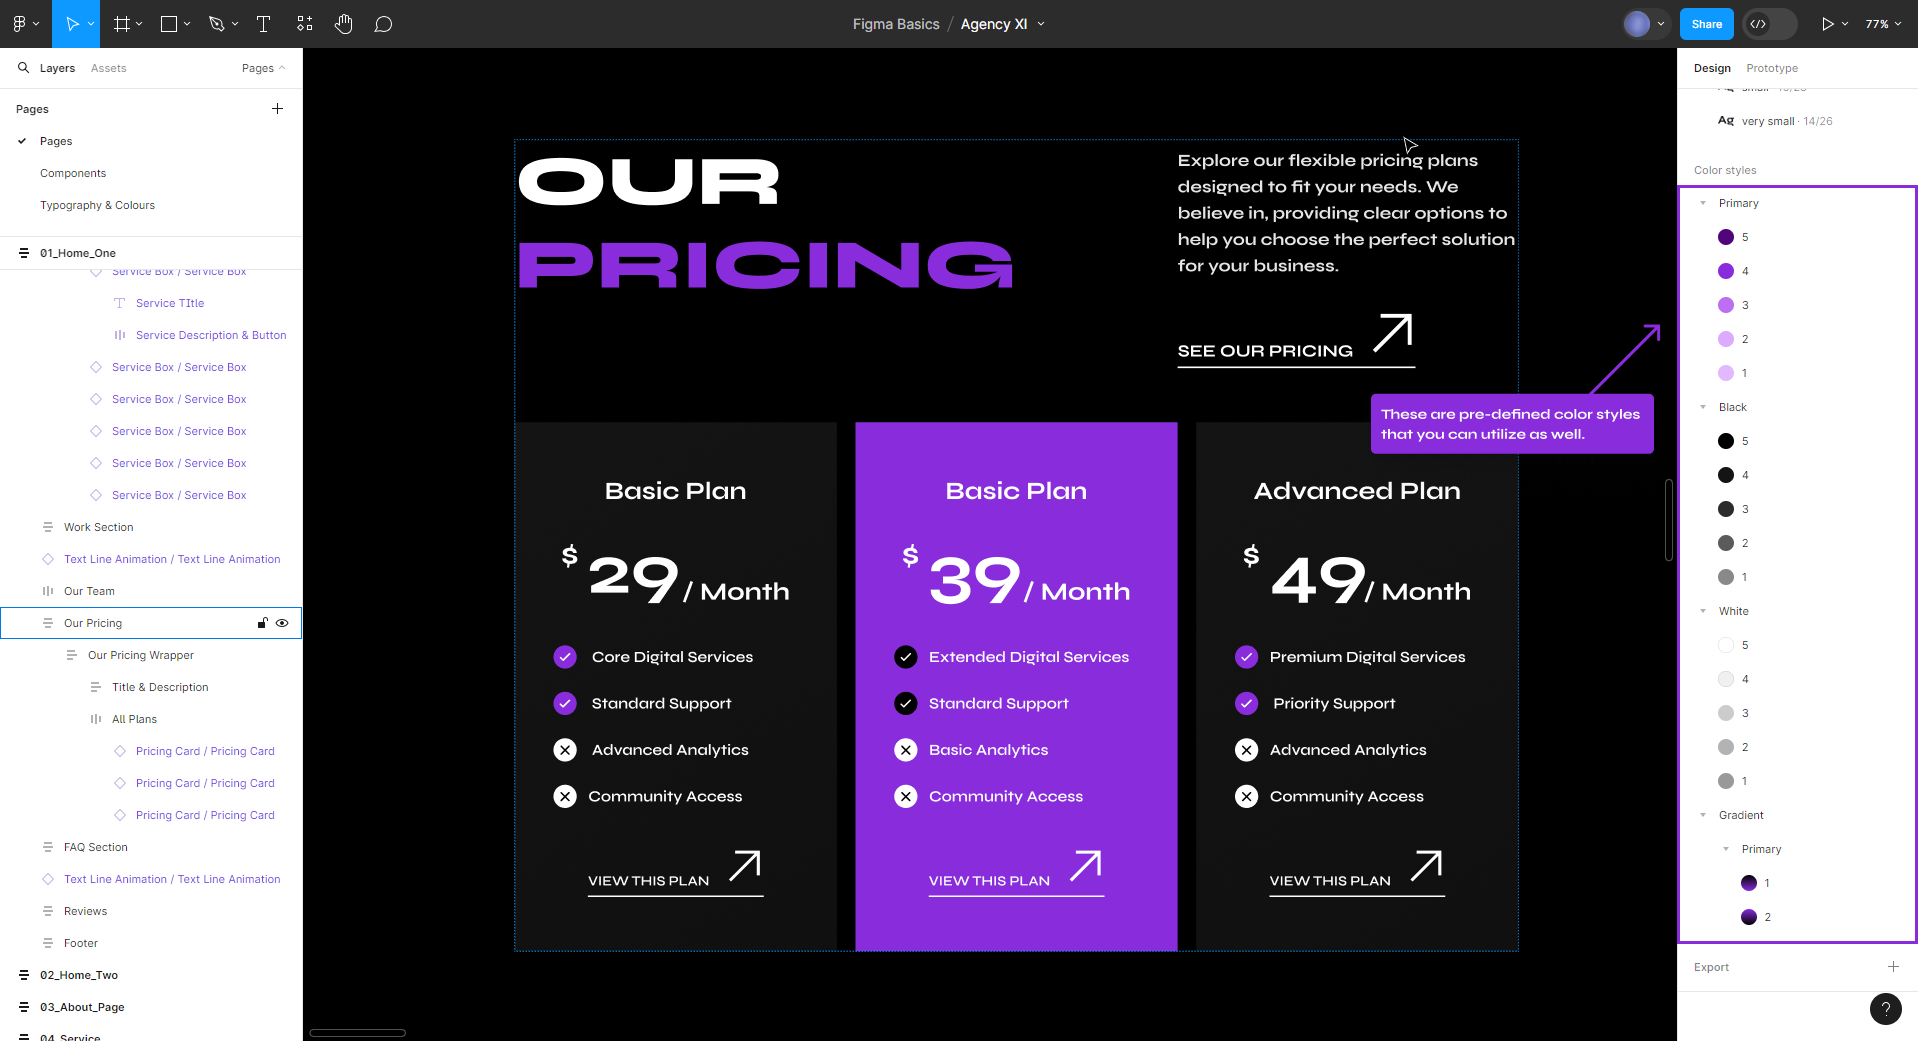 Figma Basics / Agency XI
Share
77%
Layers
Assets
Pages
Design
Prototype
Pages
Pages
Components
Typography & Colours
01_Home_One
Service Box / Service Box
Service TItle
Service Description & Button
Service Box / Service Box
Service Box / Service Box
Service Box / Service Box
Service Box / Service Box
Service Box / Service Box
Work Section
Text Line Animation / Text Line Animation
Our Team
Our Pricing
Our Pricing Wrapper
Title & Description
All Plans
Pricing Card / Pricing Card
Pricing Card / Pricing Card
Pricing Card / Pricing Card
FAQ Section
Text Line Animation / Text Line Animation
Reviews
Footer
02_Home_Two
03_About_Page
04_Service
OUR
PRICING
Explore our flexible pricing plans
designed to fit your needs. We
believe in, providing clear options to
help you choose the perfect solution
for your business.
SEE OUR PRICING
These are pre-defined color styles
that you can utilize as well.
Basic Plan
$ 29 / Month
Core Digital Services
Standard Support
Advanced Analytics
Community Access
VIEW THIS PLAN
Basic Plan
$ 39 / Month
Extended Digital Services
Standard Support
Basic Analytics
Community Access
VIEW THIS PLAN
Advanced Plan
$ 49 / Month
Premium Digital Services
Priority Support
Advanced Analytics
Community Access
VIEW THIS PLAN
Ag very small · 14/26
Color styles
Primary
5
4
3
2
1
Black
5
4
3
2
1
White
5
4
3
2
1
Gradient
Primary
1
2
Export
?